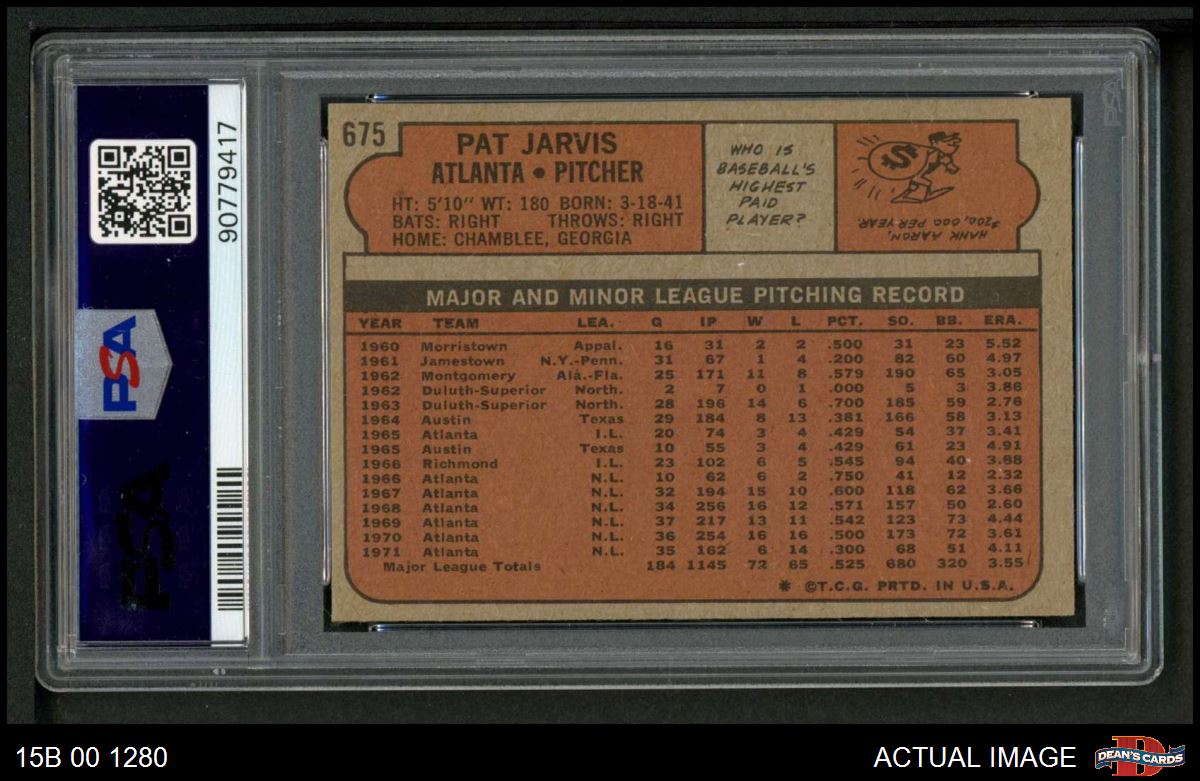 675
PAT JARVIS
ATLANTA • PITCHER
HT: 5'10" WT: 180 BORN: 3-18-41
BATS: RIGHT THROWS: RIGHT
HOME: CHAMBLEE, GEORGIA
WHO IS
BASEBALL'S
HIGHEST
PAID
PLAYER?
$
HANK AARON,
$200,000 PER YEAR.
MAJOR AND MINOR LEAGUE PITCHING RECORD
YEAR TEAM LEA. G IP W L PCT. SO. BB. ERA.
1960 Morristown Appal. 16 31 2 2 .500 31 23 5.52
1961 Jamestown N.Y.-Penn. 31 67 1 4 .200 82 60 4.97
1962 Montgomery Ala.-Fla. 25 171 11 8 .579 190 65 3.05
1962 Duluth-Superior North. 2 7 0 1 .000 5 3 3.86
1963 Duluth-Superior North. 28 196 14 6 .700 185 59 2.76
1964 Austin Texas 29 184 8 13 .381 166 58 3.13
1965 Atlanta I.L. 20 74 3 4 .429 54 37 3.41
1965 Austin Texas 10 55 3 4 .429 61 23 4.91
1966 Richmond I.L. 23 102 6 5 .545 94 40 3.88
1966 Atlanta N.L. 10 62 6 2 .750 41 12 2.32
1967 Atlanta N.L. 32 194 15 10 .600 118 62 3.66
1968 Atlanta N.L. 34 256 16 12 .571 157 50 2.60
1969 Atlanta N.L. 37 217 13 11 .542 123 73 4.44
1970 Atlanta N.L. 36 254 16 16 .500 173 72 3.61
1971 Atlanta N.L. 35 162 6 14 .300 68 51 4.11
Major League Totals 184 1145 72 65 .525 680 320 3.55
* ©T.C.G. PRTD. IN U.S.A.
90779417
PSA
PSA
PSA
15B 00 1280
ACTUAL IMAGE
DEAN'S CARDS